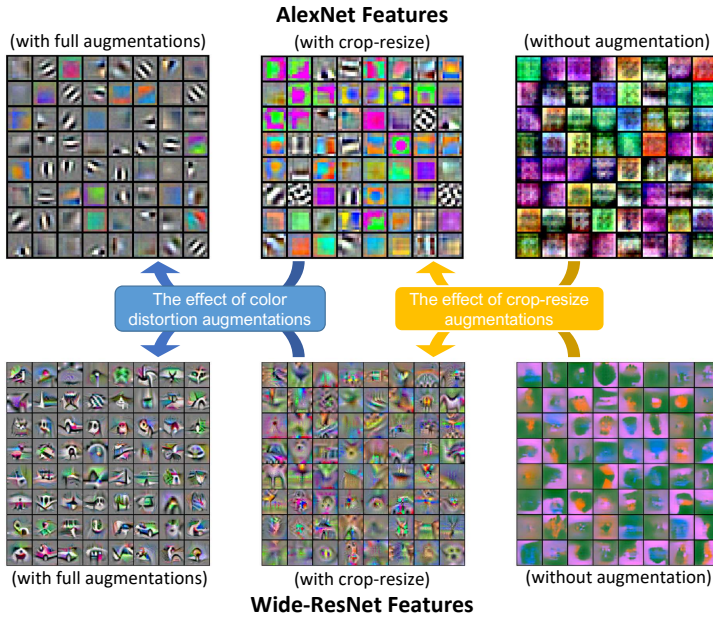 AlexNet Features
(with full augmentations)
(with crop-resize)
(without augmentation)
The effect of color
distortion augmentations
The effect of crop-resize
augmentations
(with full augmentations)
(with crop-resize)
(without augmentation)
Wide-ResNet Features